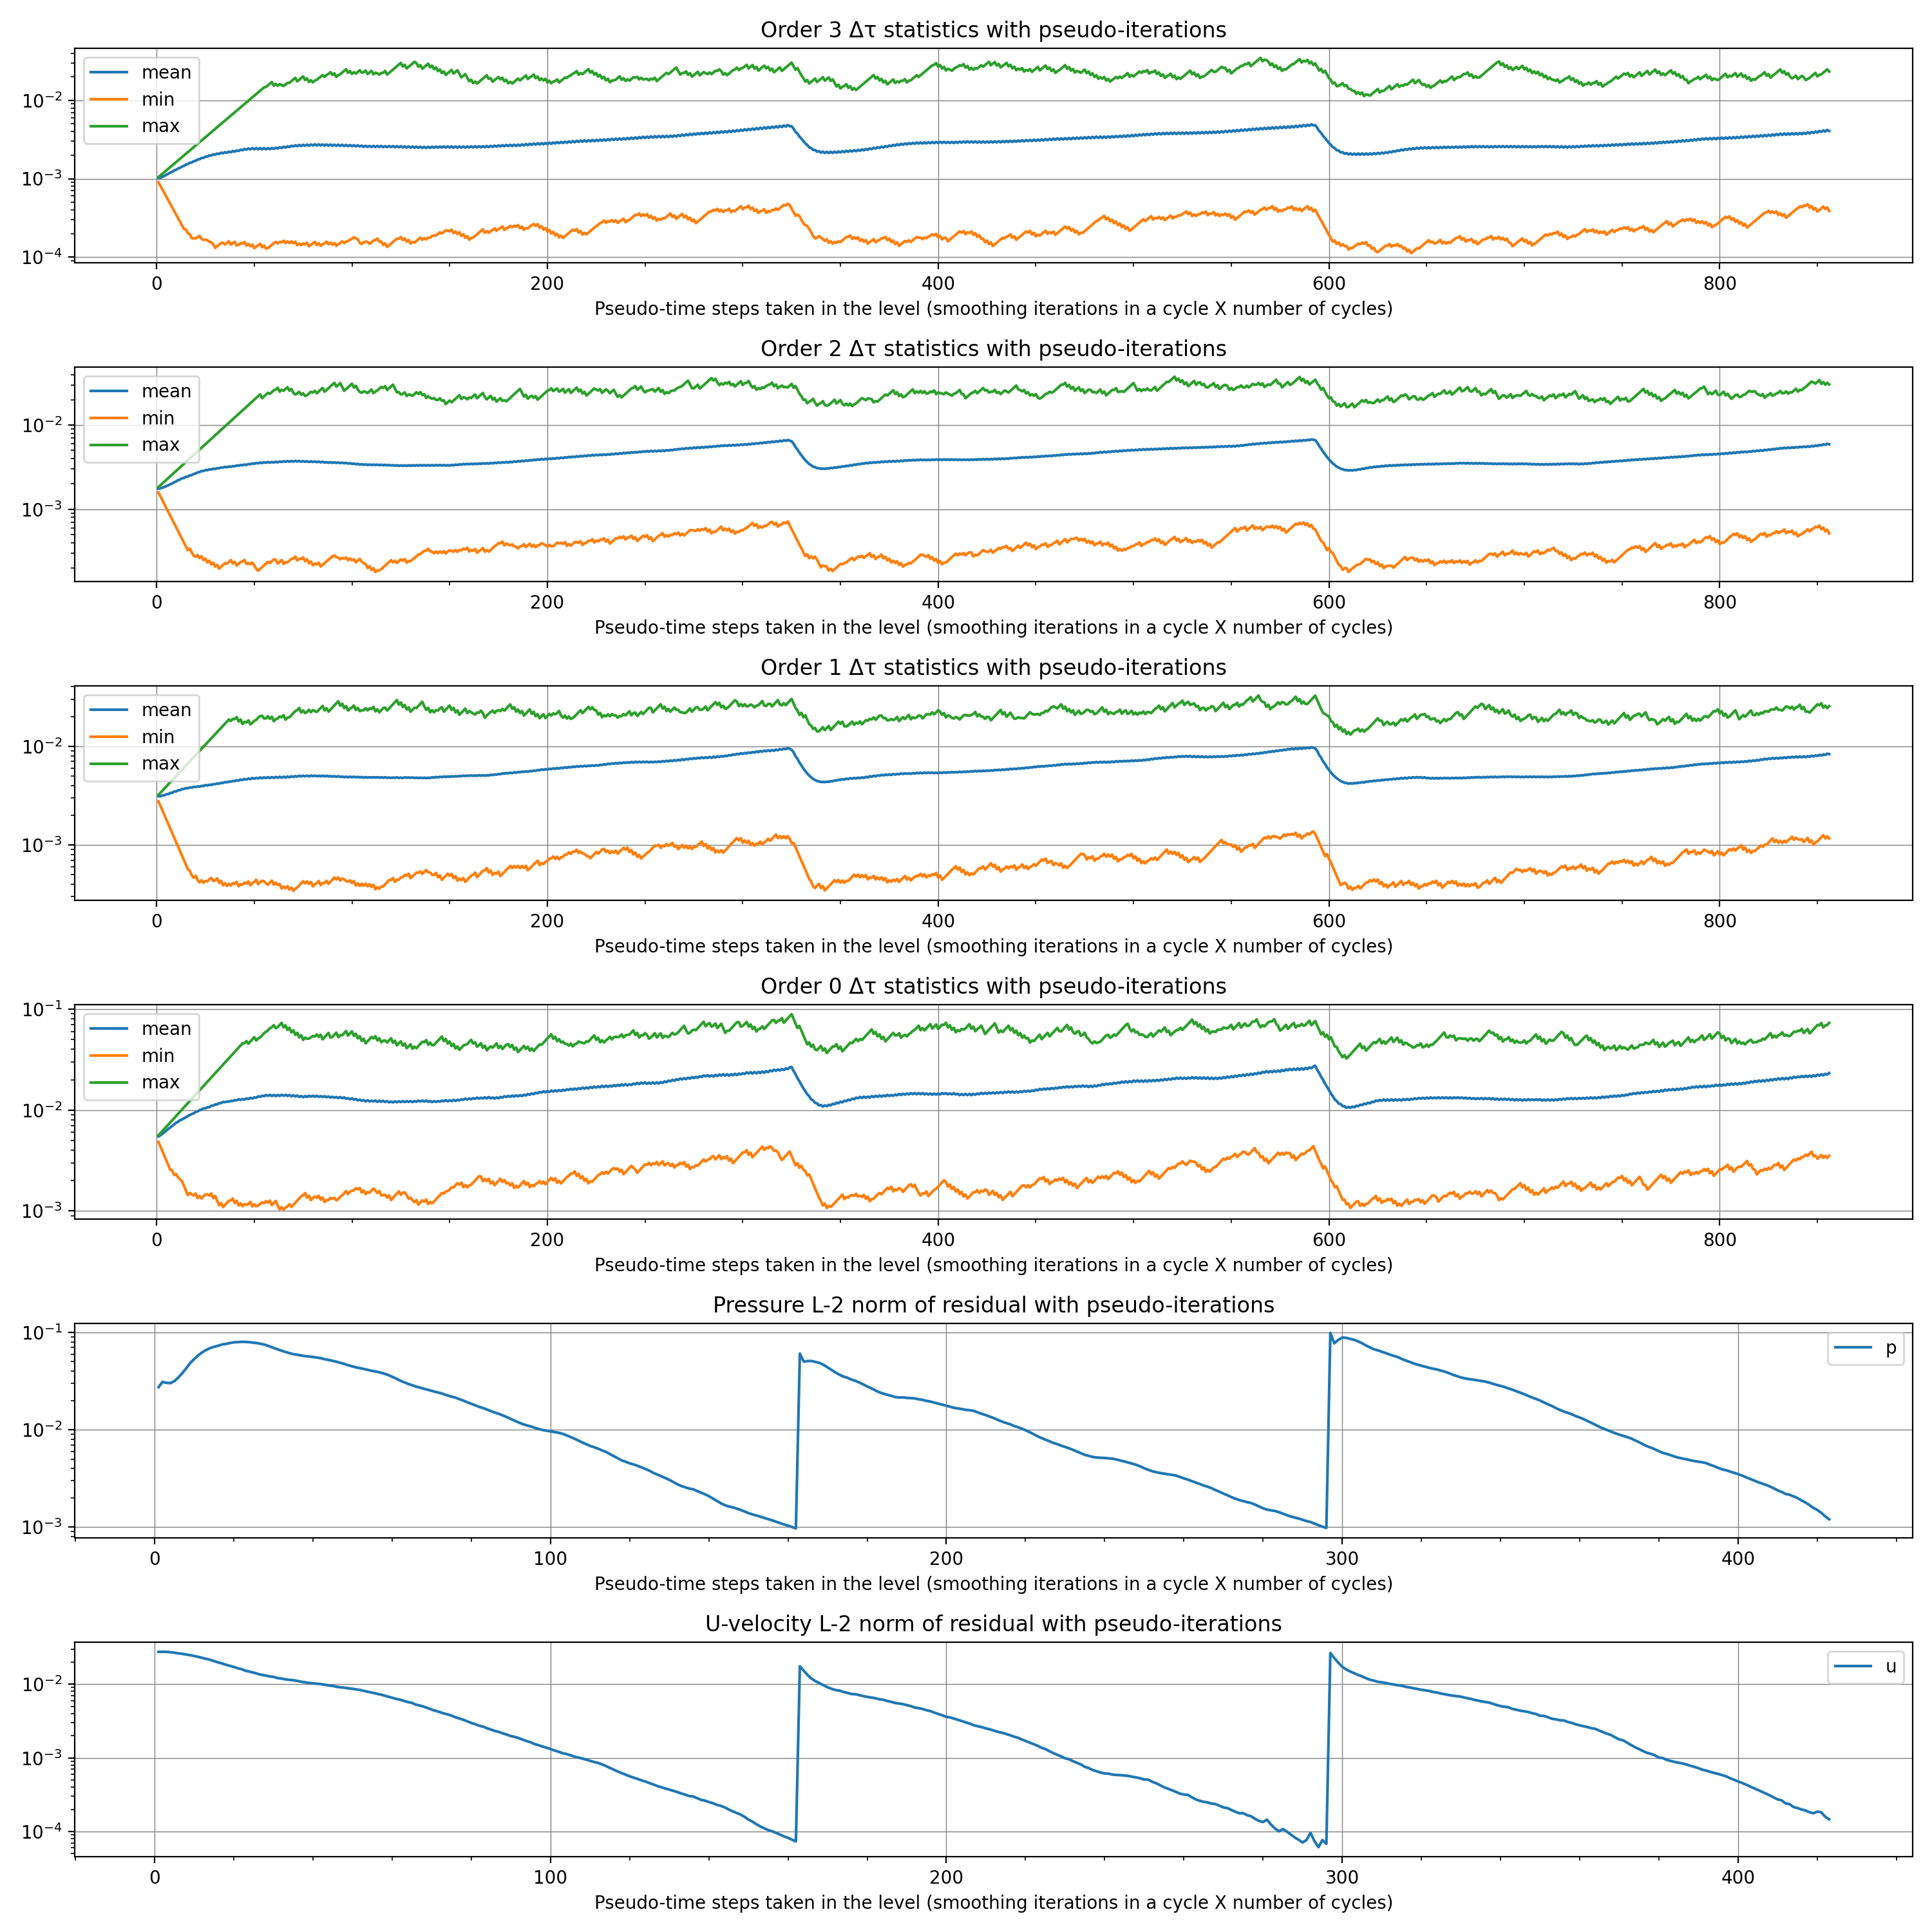 Order 3 Δτ statistics with pseudo-iterations
mean
min
max
10⁻²
10⁻³
10⁻⁴
0 200 400 600 800
Pseudo-time steps taken in the level (smoothing iterations in a cycle X number of cycles)
Order 2 Δτ statistics with pseudo-iterations
mean
min
max
10⁻²
10⁻³
0 200 400 600 800
Pseudo-time steps taken in the level (smoothing iterations in a cycle X number of cycles)
Order 1 Δτ statistics with pseudo-iterations
mean
min
max
10⁻²
10⁻³
0 200 400 600 800
Pseudo-time steps taken in the level (smoothing iterations in a cycle X number of cycles)
Order 0 Δτ statistics with pseudo-iterations
mean
min
max
10⁻¹
10⁻²
10⁻³
0 200 400 600 800
Pseudo-time steps taken in the level (smoothing iterations in a cycle X number of cycles)
Pressure L-2 norm of residual with pseudo-iterations
p
10⁻¹
10⁻²
10⁻³
0 100 200 300 400
Pseudo-time steps taken in the level (smoothing iterations in a cycle X number of cycles)
U-velocity L-2 norm of residual with pseudo-iterations
u
10⁻²
10⁻³
10⁻⁴
0 100 200 300 400
Pseudo-time steps taken in the level (smoothing iterations in a cycle X number of cycles)